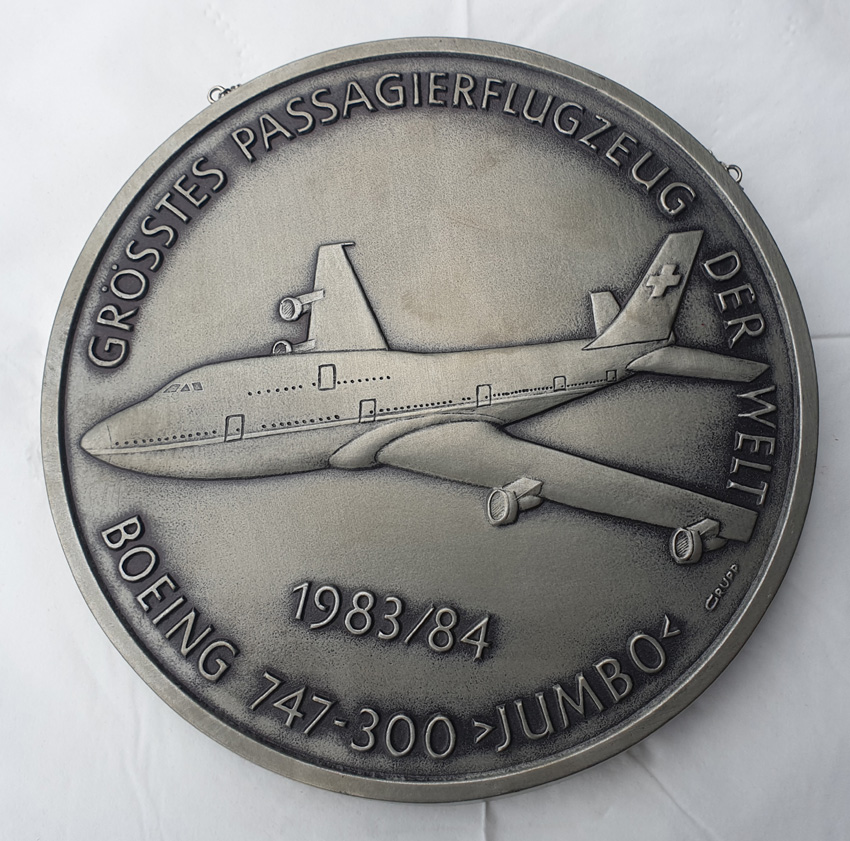 GRÖSSTES PASSAGIERFLUGZEUG DER WELT
1983/84
BOEING 747-300 >JUMBO<
GRUPP